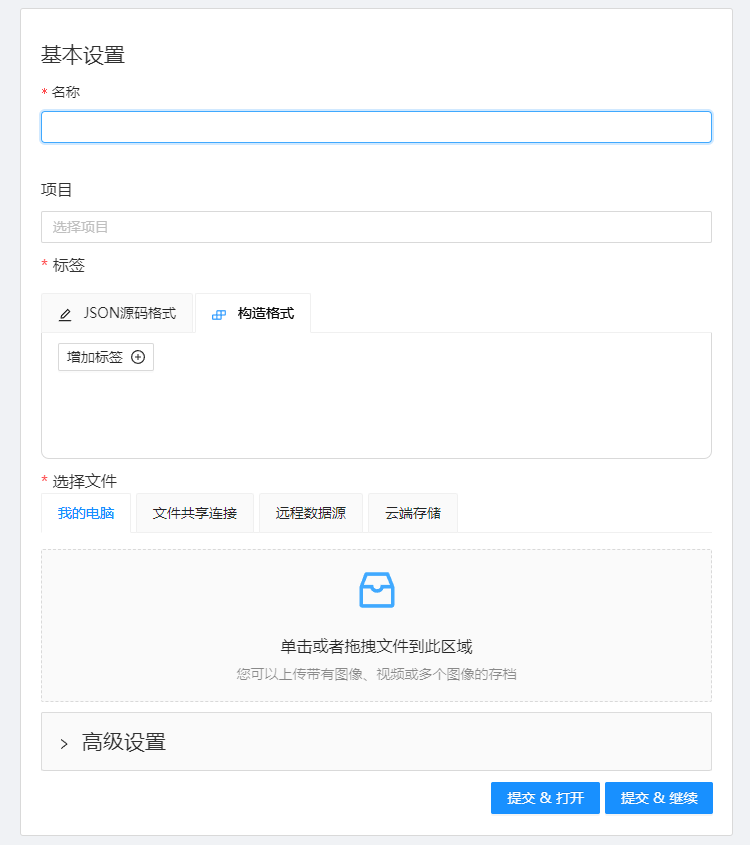 基本设置
* 名称
项目
选择项目
* 标签
JSON源码格式 构造格式
增加标签
* 选择文件
我的电脑 文件共享连接 远程数据源 云端存储
单击或者拖拽文件到此区域
您可以上传带有图像、视频或多个图像的存档
高级设置
提交 & 打开 提交 & 继续